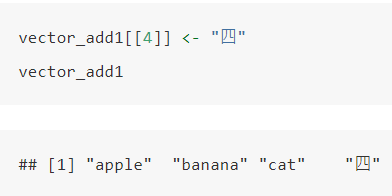 vector_add1[[4]] <- "四"
vector_add1
## [1] "apple"  "banana" "cat"    "四"